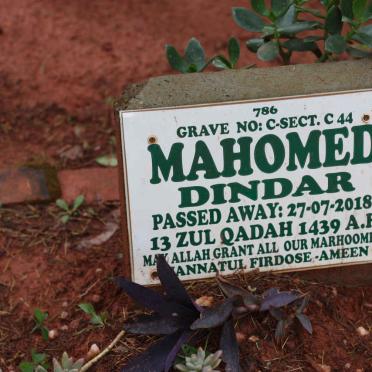 786
GRAVE NO: C-SECT. C 44
MAHOMED
DINDAR
PASSED AWAY: 27-07-2018
13 ZUL QADAH 1439 A.H
MAY ALLAH GRANT ALL OUR MARHOOM
JANNATUL FIRDOSE -AMEEN